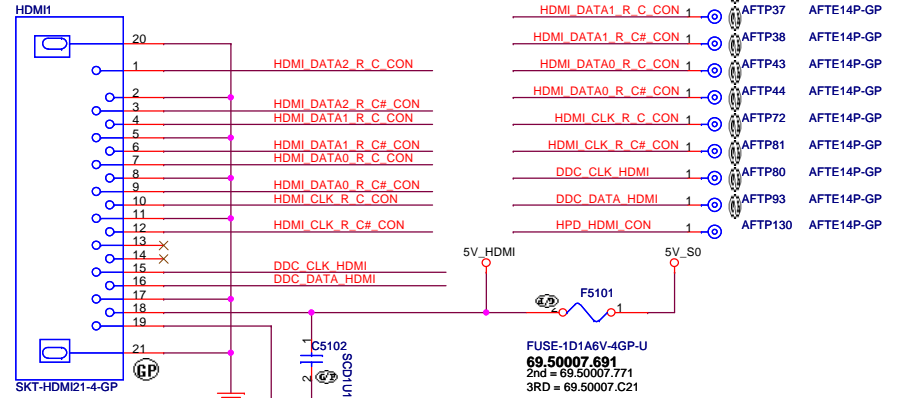 HDMI1
20
1 HDMI_DATA2_R_C_CON
2
3 HDMI_DATA2_R_C#_CON
4 HDMI_DATA1_R_C_CON
5
6 HDMI_DATA1_R_C#_CON
7 HDMI_DATA0_R_C_CON
8
9 HDMI_DATA0_R_C#_CON
10 HDMI_CLK_R_C_CON
11
12 HDMI_CLK_R_C#_CON
13
14
15 DDC_CLK_HDMI
16 DDC_DATA_HDMI
17
18
19
21
GP
SKT-HDMI21-4-GP
HDMI_DATA1_R_C_CON 1 AFTP37 AFTE14P-GP
HDMI_DATA1_R_C#_CON 1 AFTP38 AFTE14P-GP
HDMI_DATA0_R_C_CON 1 AFTP43 AFTE14P-GP
HDMI_DATA0_R_C#_CON 1 AFTP44 AFTE14P-GP
HDMI_CLK_R_C_CON 1 AFTP72 AFTE14P-GP
HDMI_CLK_R_C#_CON 1 AFTP81 AFTE14P-GP
DDC_CLK_HDMI 1 AFTP80 AFTE14P-GP
DDC_DATA_HDMI 1 AFTP93 AFTE14P-GP
HPD_HDMI_CON 1 AFTP130 AFTE14P-GP
5V_HDMI 5V_S0
F5101
2 1
FUSE-1D1A6V-4GP-U
69.50007.691
2nd = 69.50007.771
3RD = 69.50007.C21
1 C5102
2
SCD1U1